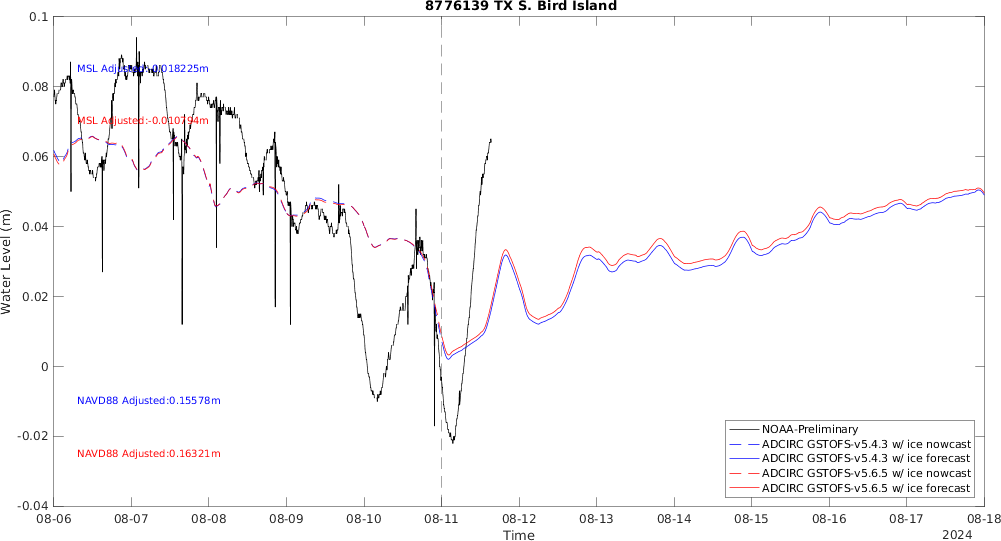 8776139 TX S. Bird Island
0.1
0.08
0.06
0.04
0.02
0
-0.02
-0.04
Water Level (m)
MSL Adjusted:-0.018225m
MSL Adjusted:-0.010794m
NAVD88 Adjusted:0.15578m
NAVD88 Adjusted:0.16321m
NOAA-Preliminary
ADCIRC GSTOFS-v5.4.3 w/ ice nowcast
ADCIRC GSTOFS-v5.4.3 w/ ice forecast
ADCIRC GSTOFS-v5.6.5 w/ ice nowcast
ADCIRC GSTOFS-v5.6.5 w/ ice forecast
08-06 08-07 08-08 08-09 08-10 08-11 08-12 08-13 08-14 08-15 08-16 08-17 08-18
Time
2024